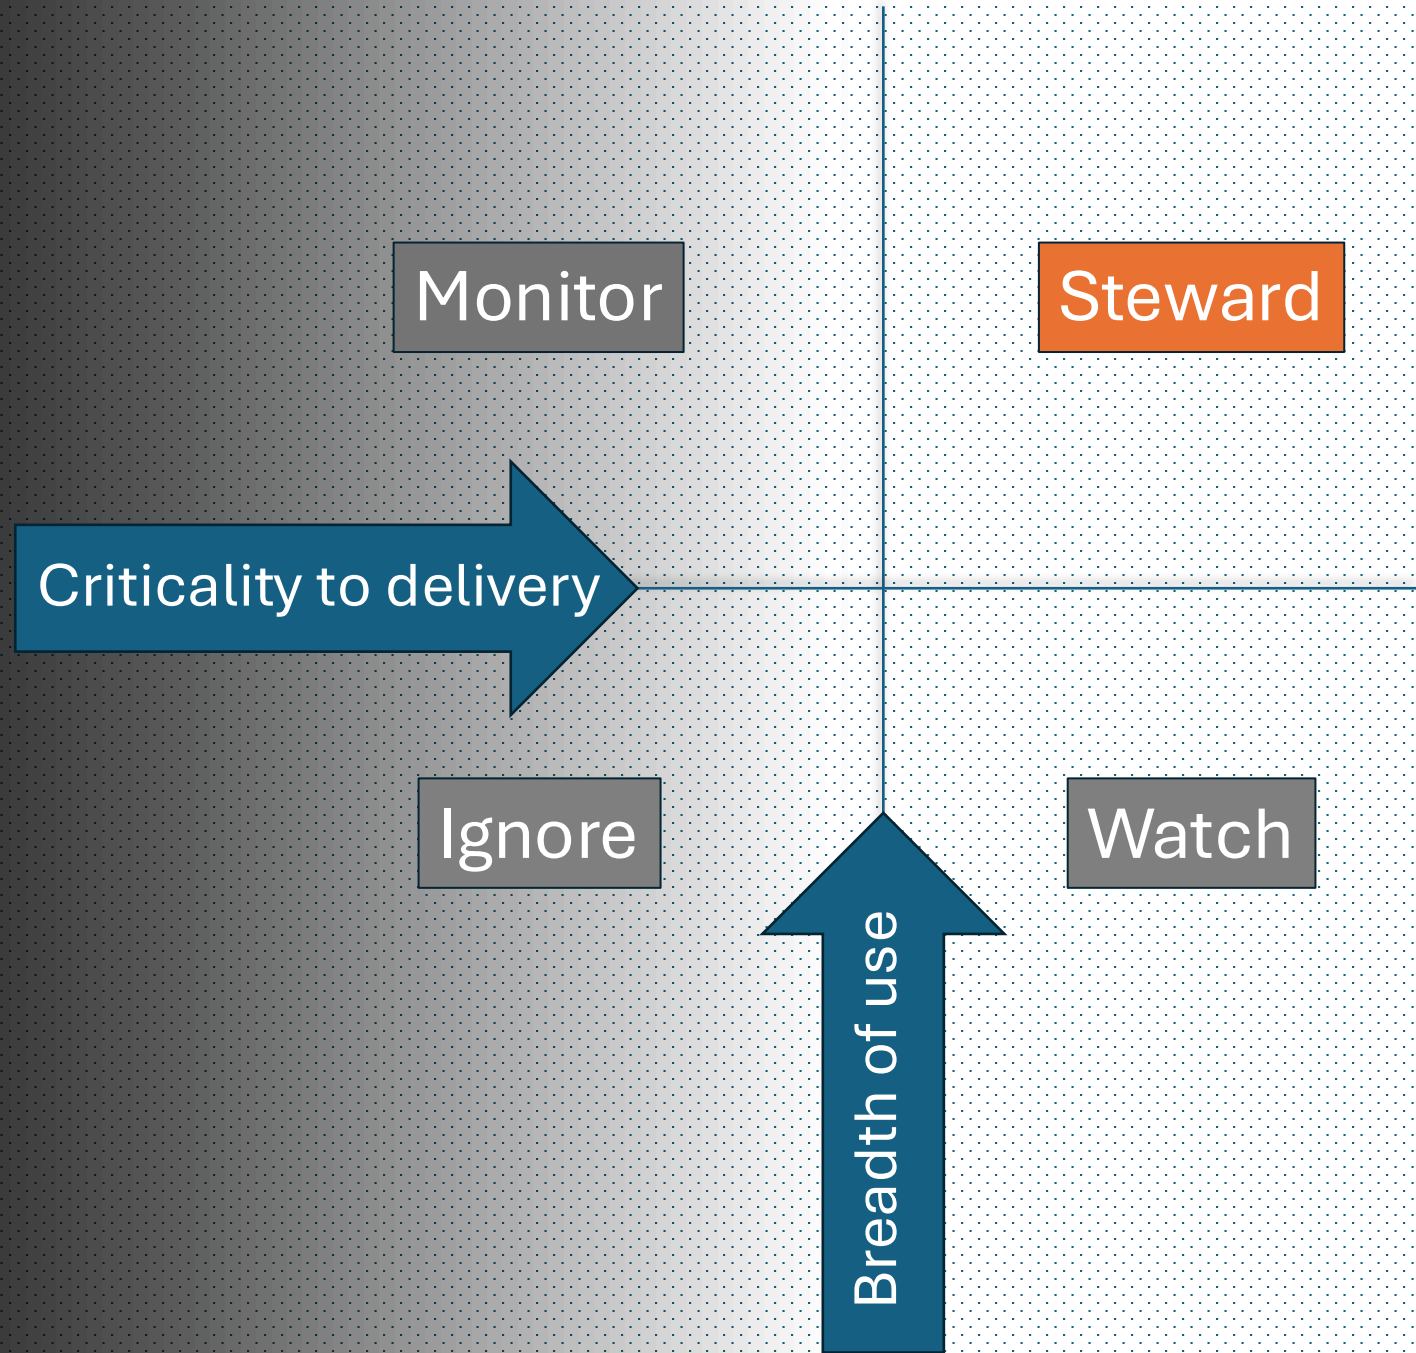 Monitor
Steward
Criticality to delivery
Ignore
Watch
Breadth of use